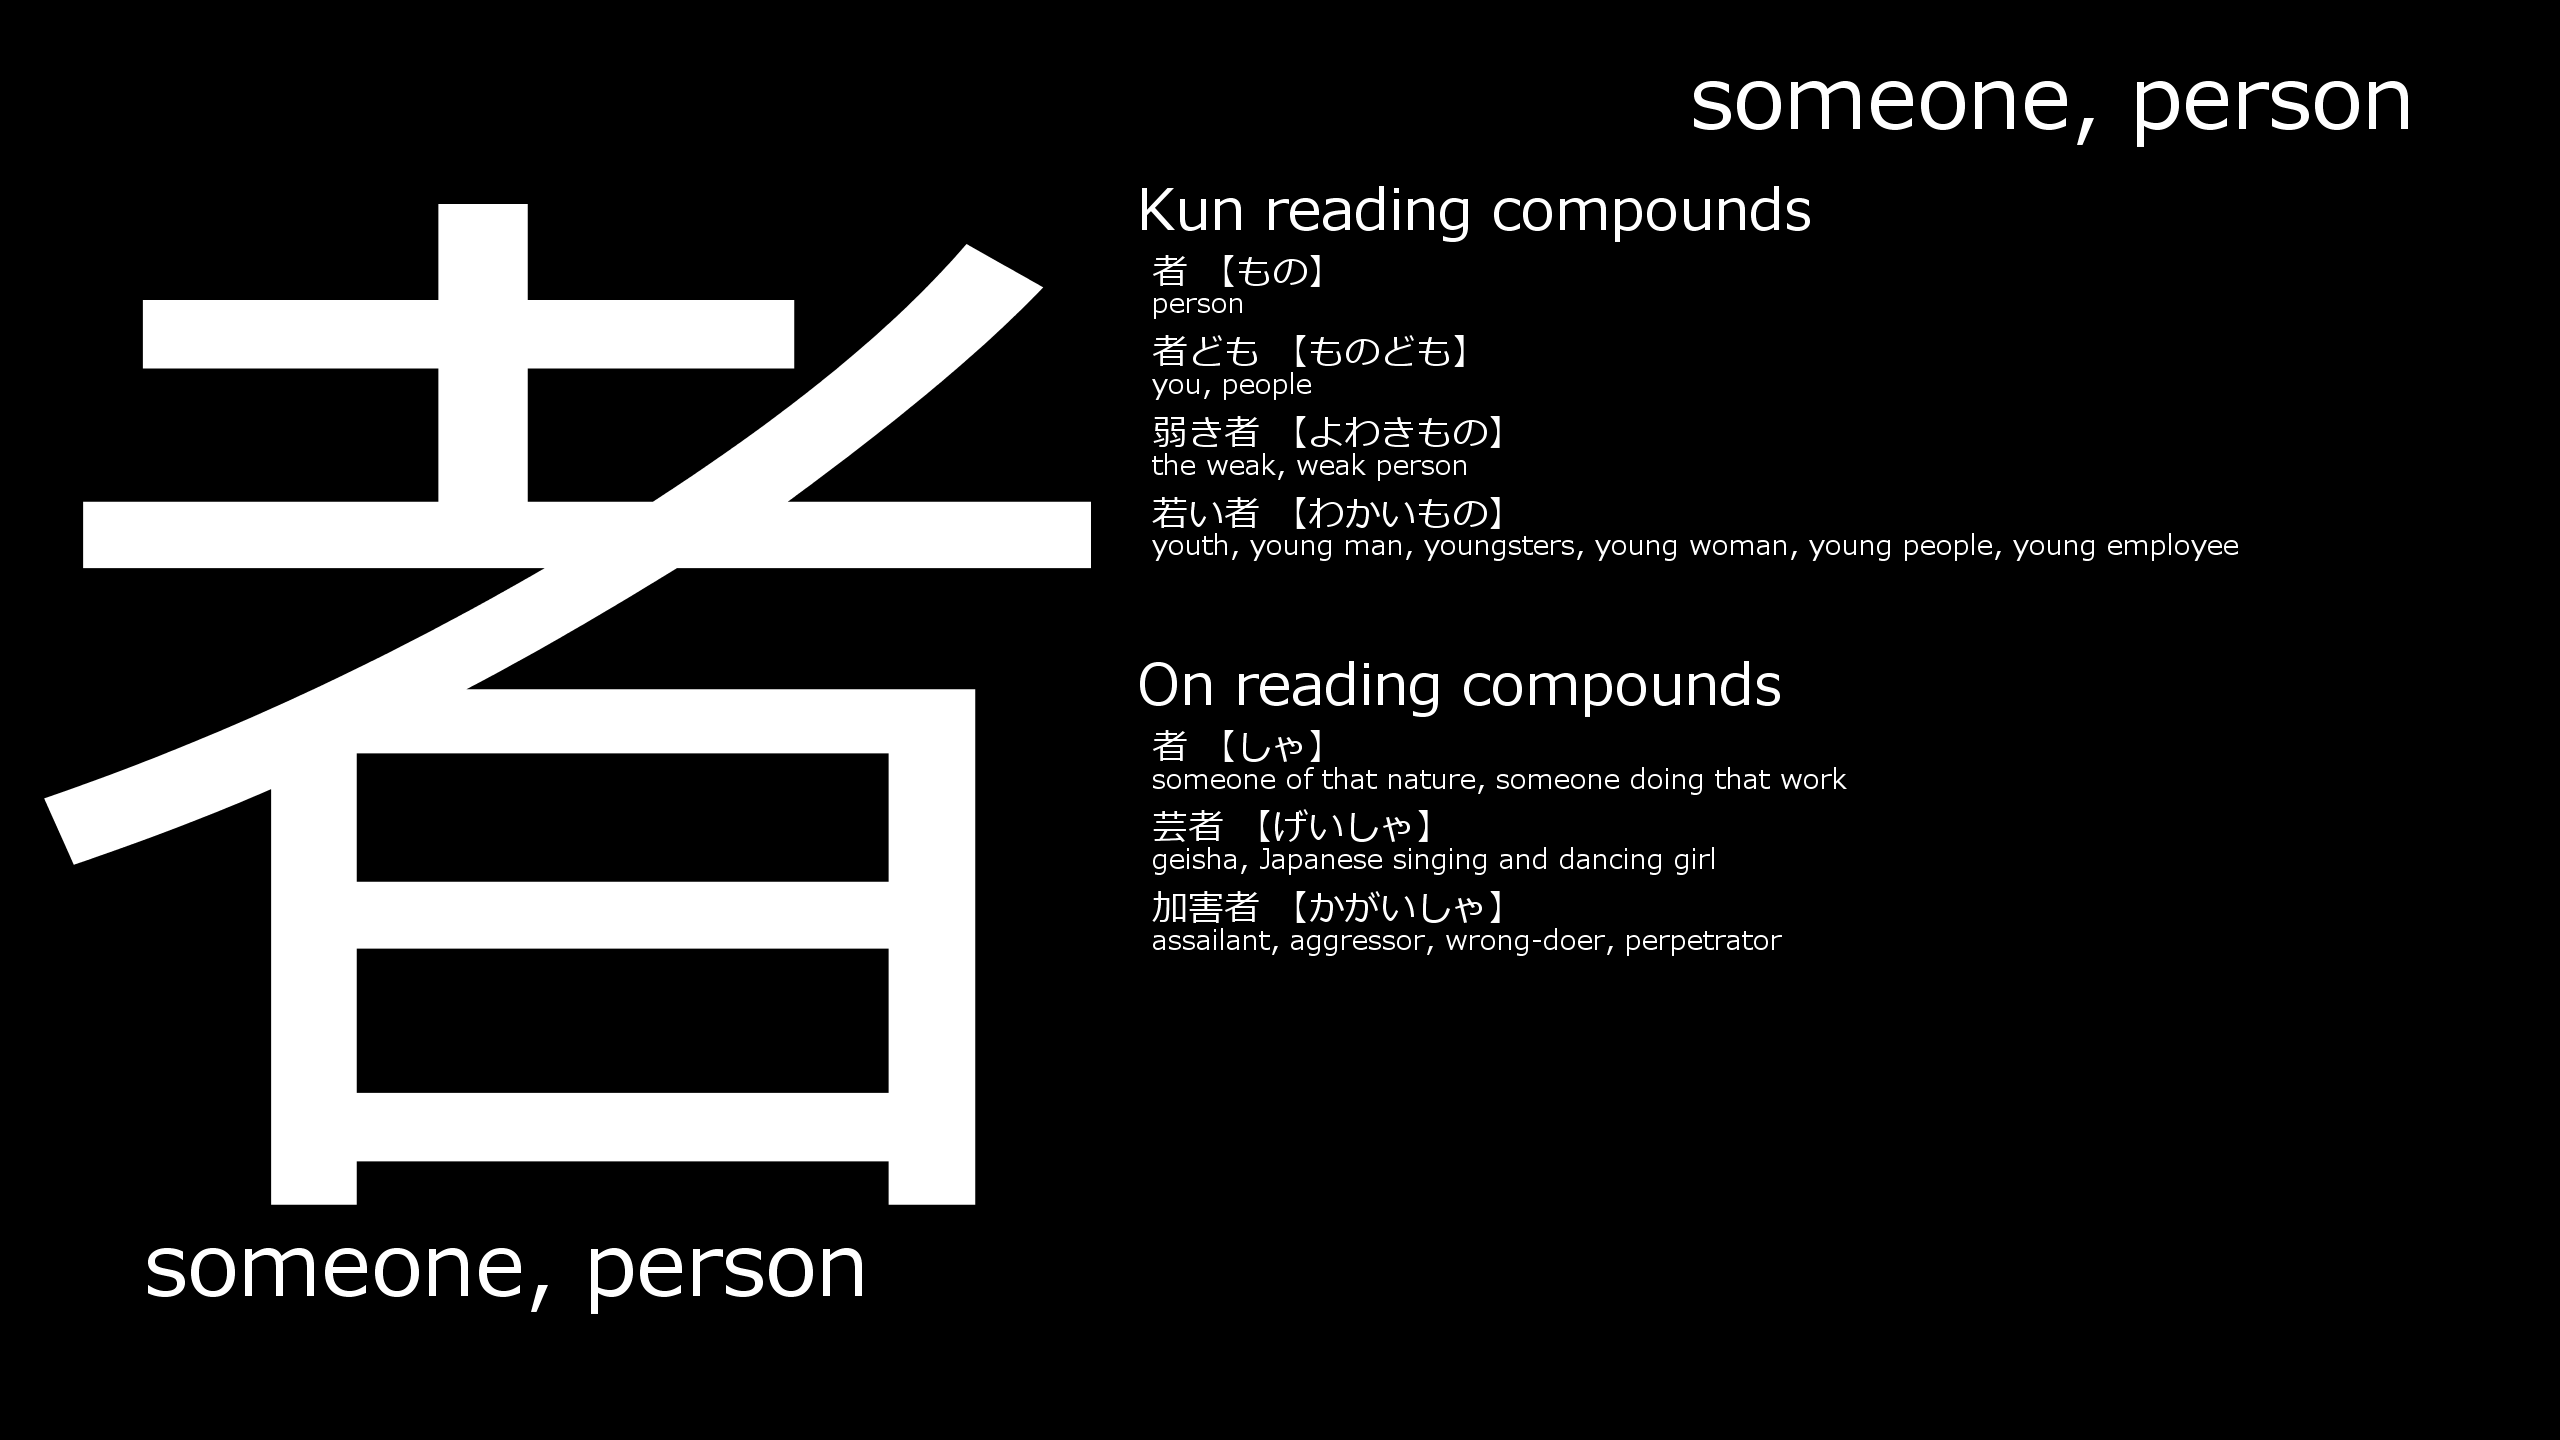 someone, person
者
someone, person
Kun reading compounds
者 【もの】
person
者ども 【ものども】
you, people
弱き者 【よわきもの】
the weak, weak person
若い者 【わかいもの】
youth, young man, youngsters, young woman, young people, young employee
On reading compounds
者 【しゃ】
someone of that nature, someone doing that work
芸者 【げいしゃ】
geisha, Japanese singing and dancing girl
加害者 【かがいしゃ】
assailant, aggressor, wrong-doer, perpetrator